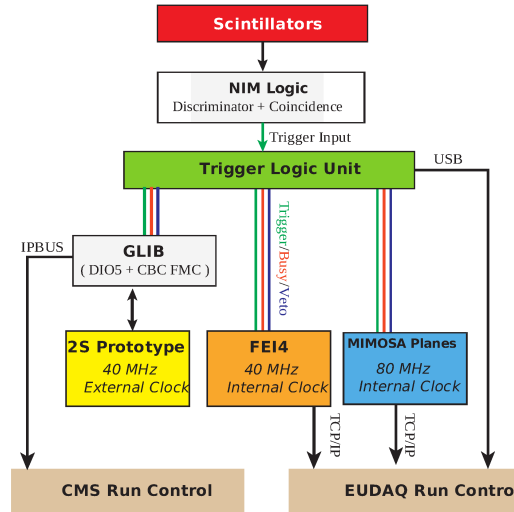 Scintillators
NIM Logic
Discriminator + Coincidence
Trigger Input
Trigger Logic Unit
USB
IPBUS
GLIB
( DIO5 + CBC FMC )
Trigger/Busy/Veto
2S Prototype
40 MHz
External Clock
FEI4
40 MHz
Internal Clock
MIMOSA Planes
80 MHz
Internal Clock
TCP/IP
TCP/IP
CMS Run Control
EUDAQ Run Control